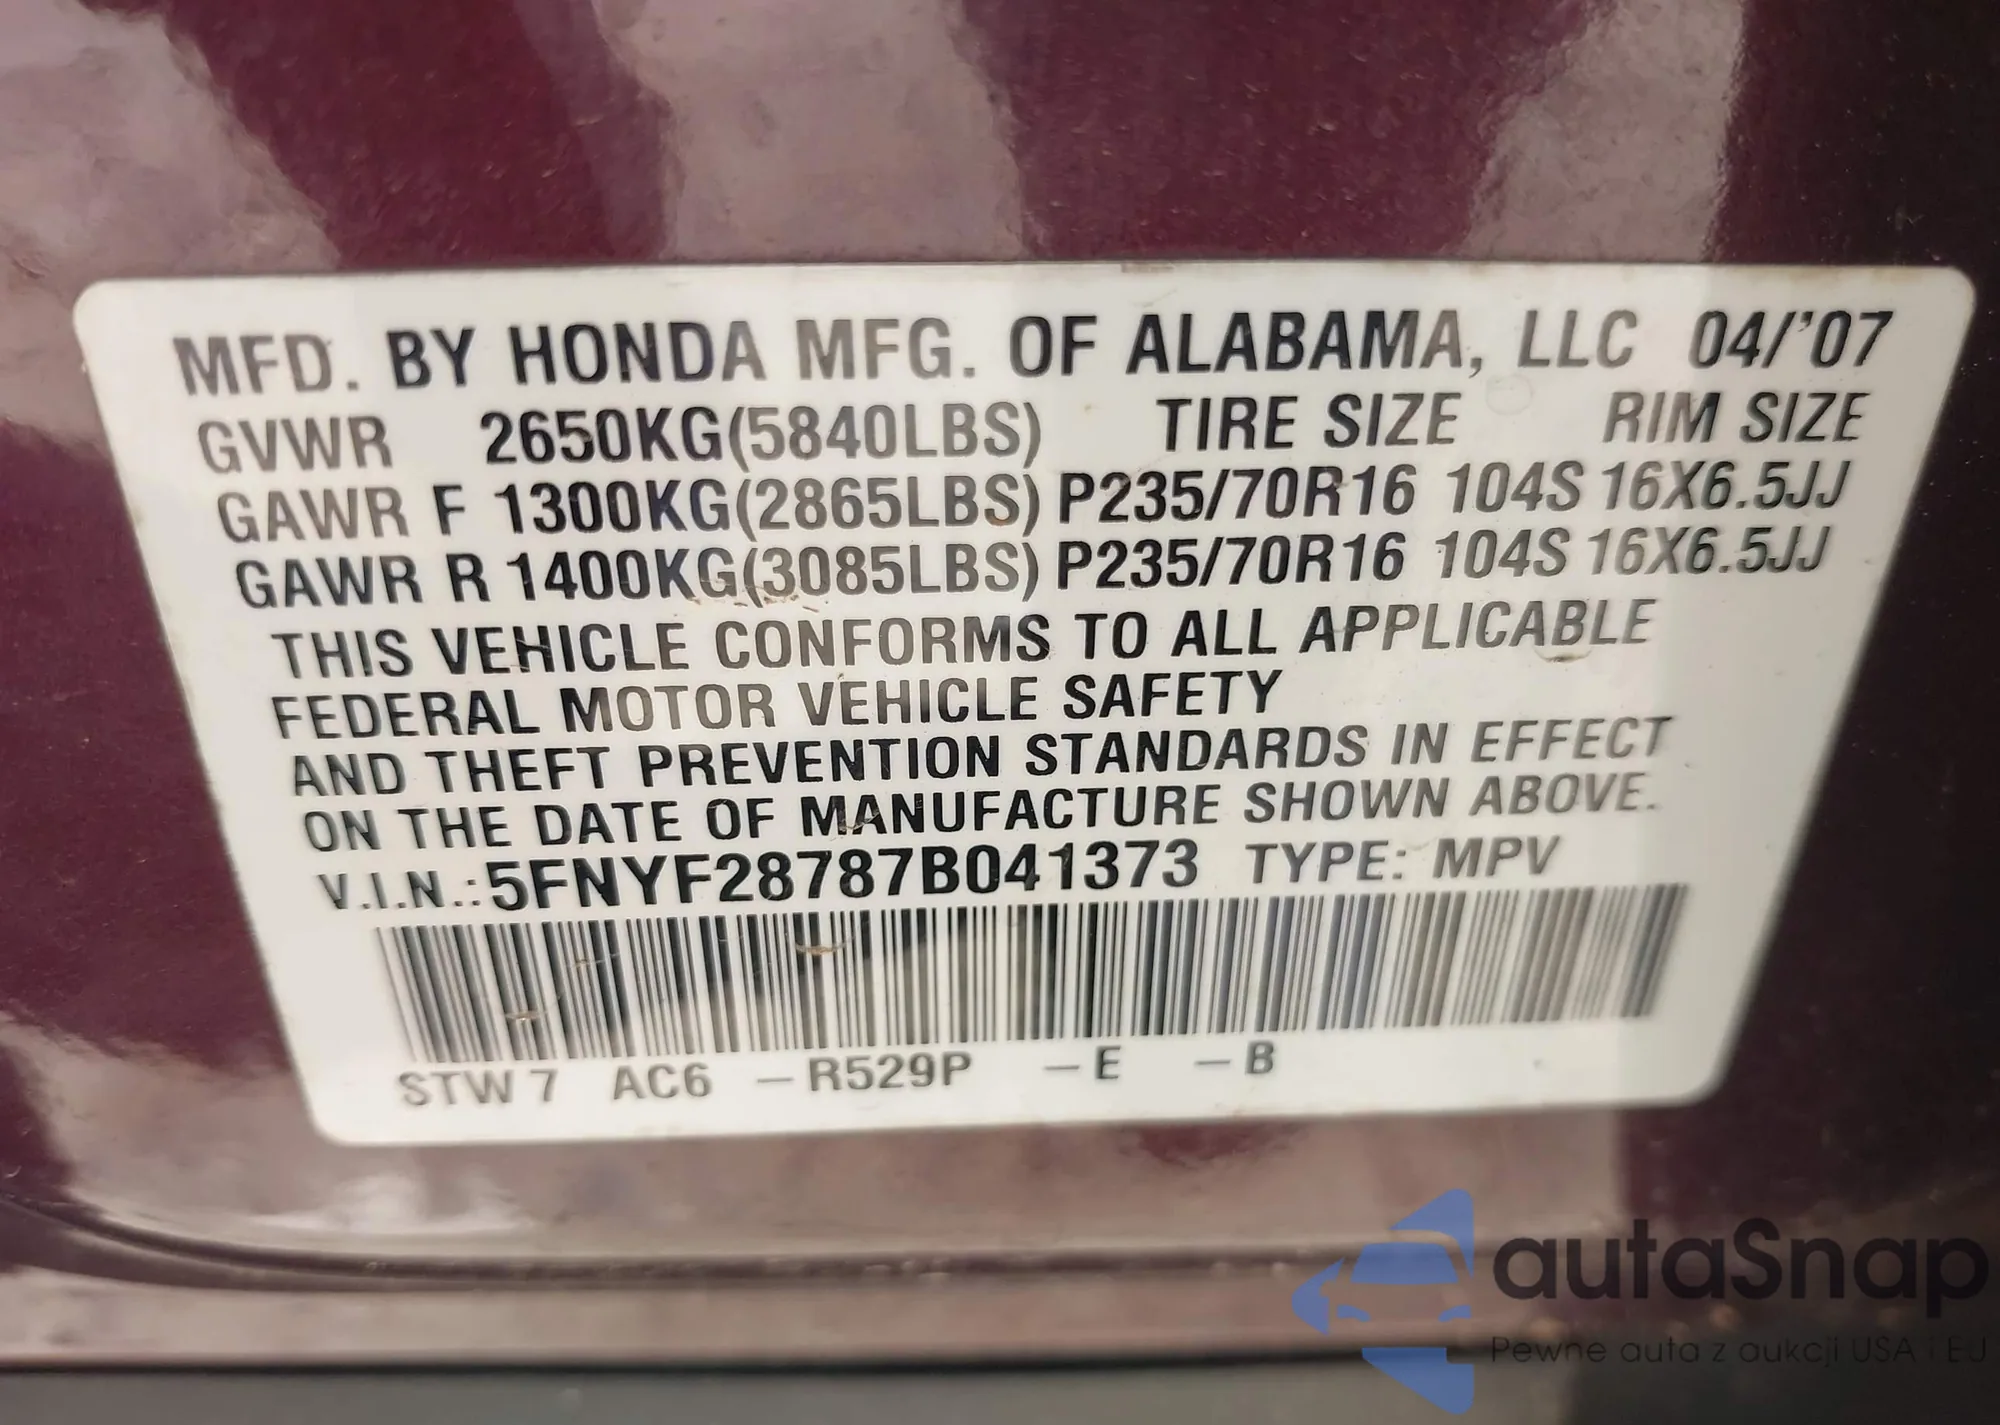 MFD. BY HONDA MFG. OF ALABAMA, LLC 04/'07
GVWR 2650KG(5840LBS) TIRE SIZE RIM SIZE
GAWR F 1300KG(2865LBS) P235/70R16 104S 16X6.5JJ
GAWR R 1400KG(3085LBS) P235/70R16 104S 16X6.5JJ
THIS VEHICLE CONFORMS TO ALL APPLICABLE
FEDERAL MOTOR VEHICLE SAFETY
AND THEFT PREVENTION STANDARDS IN EFFECT
ON THE DATE OF MANUFACTURE SHOWN ABOVE.
V.I.N.: 5FNYF28787B041373 TYPE: MPV
STW 7 AC6 – R529P – E – B
autaSnap
Pewne auta z aukcji USA i EU